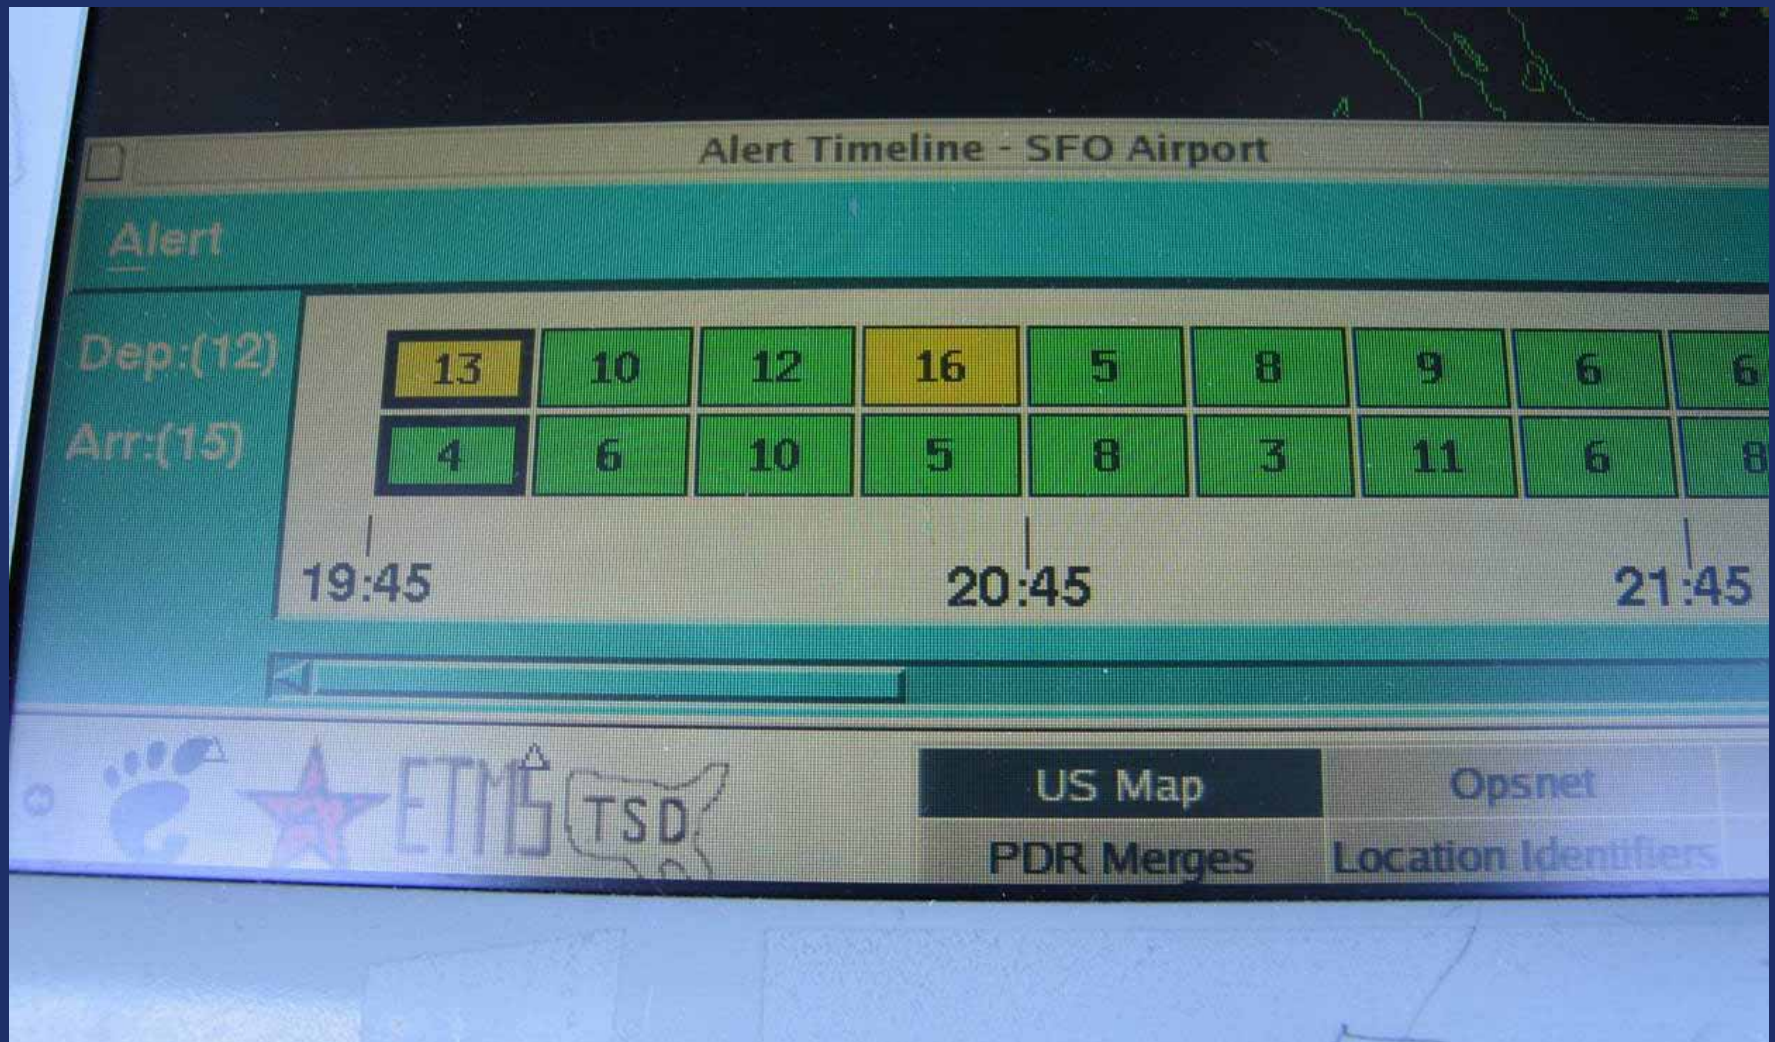 Alert Timeline - SFO Airport
Alert
Dep:(12) 13 10 12 16 5 8 9 6 6
Arr:(15) 4 6 10 5 8 3 11 6 8
19:45 20:45 21:45
ETMS TSD
US Map Opsnet
PDR Merges Location Identifiers